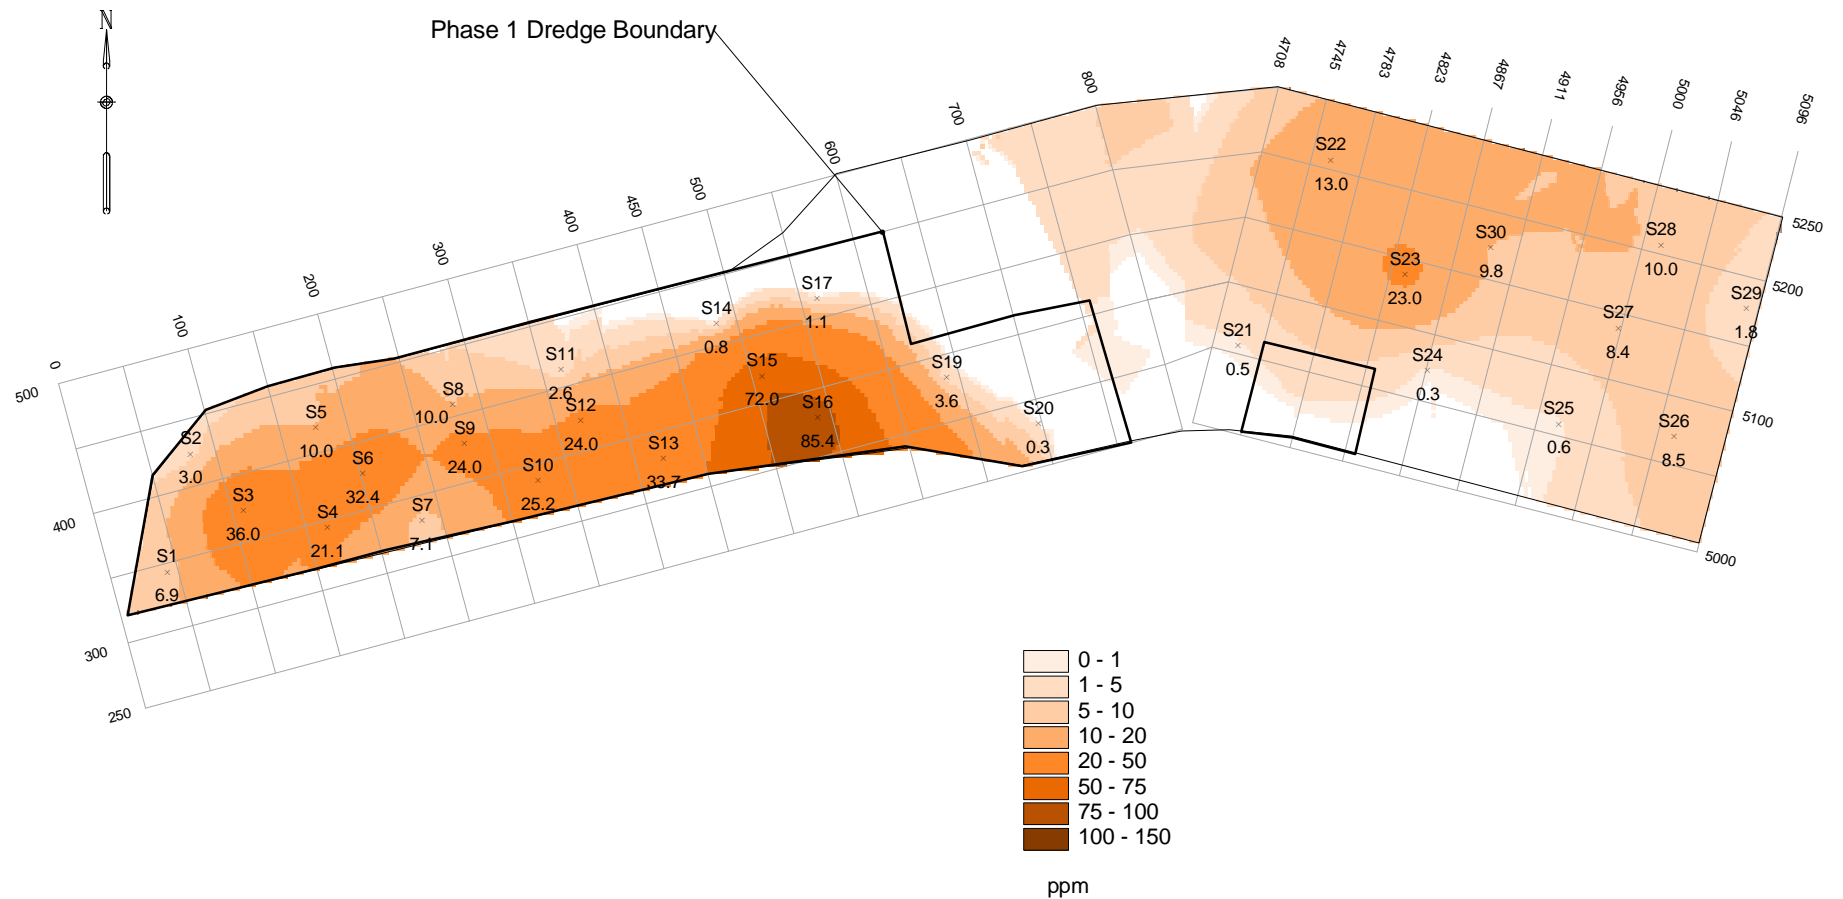 N
Phase 1 Dredge Boundary
0
100
200
300
400
450
500
600
700
800
4708
4745
4783
4823
4867
4911
4956
5000
5046
5096
5250
5200
5100
5000
500
400
300
250
S1
6.9
S2
3.0
S3
36.0
S4
21.1
S5
10.0
S6
32.4
S7
7.1
S8
10.0
S9
24.0
S10
25.2
S11
2.6
S12
24.0
S13
33.7
S14
0.8
S15
72.0
S16
85.4
S17
1.1
S19
3.6
S20
0.3
S21
0.5
S22
13.0
S23
23.0
S24
0.3
S25
0.6
S26
8.5
S27
8.4
S28
10.0
S29
1.8
S30
9.8
0 - 1
1 - 5
5 - 10
10 - 20
20 - 50
50 - 75
75 - 100
100 - 150
ppm